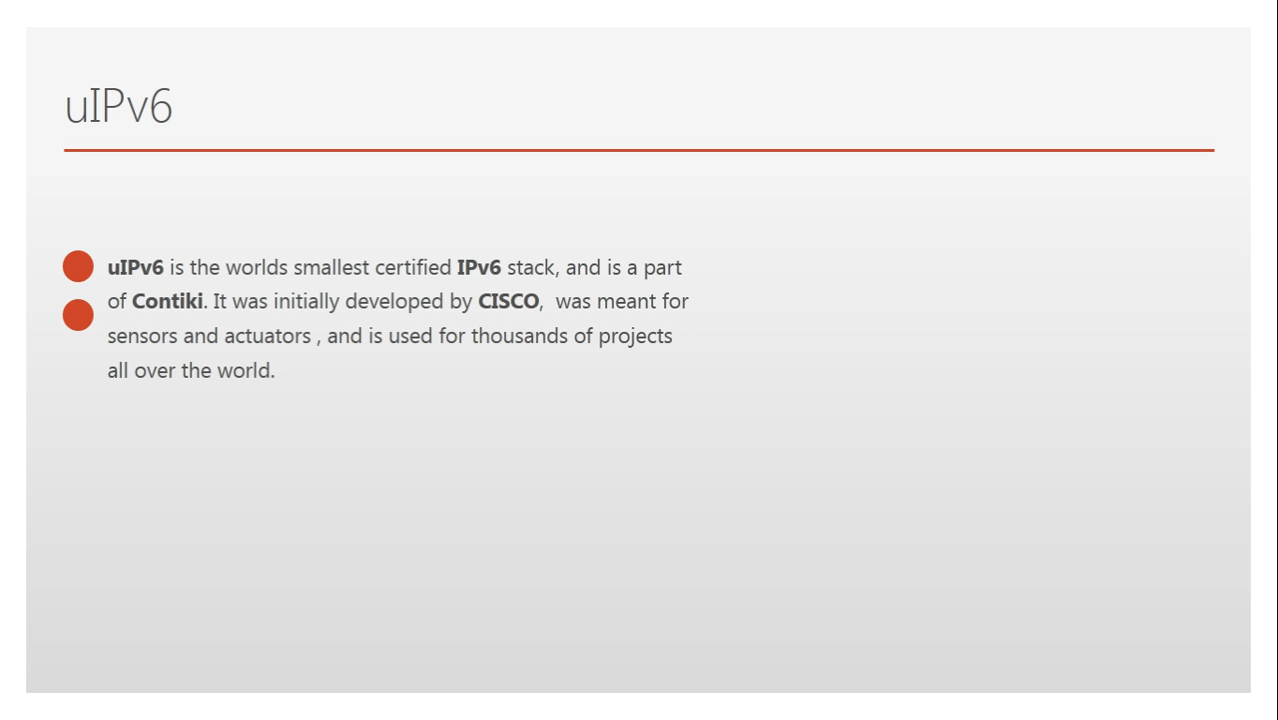 uIPv6
uIPv6 is the worlds smallest certified IPv6 stack, and is a part
of Contiki. It was initially developed by CISCO,  was meant for
sensors and actuators , and is used for thousands of projects
all over the world.